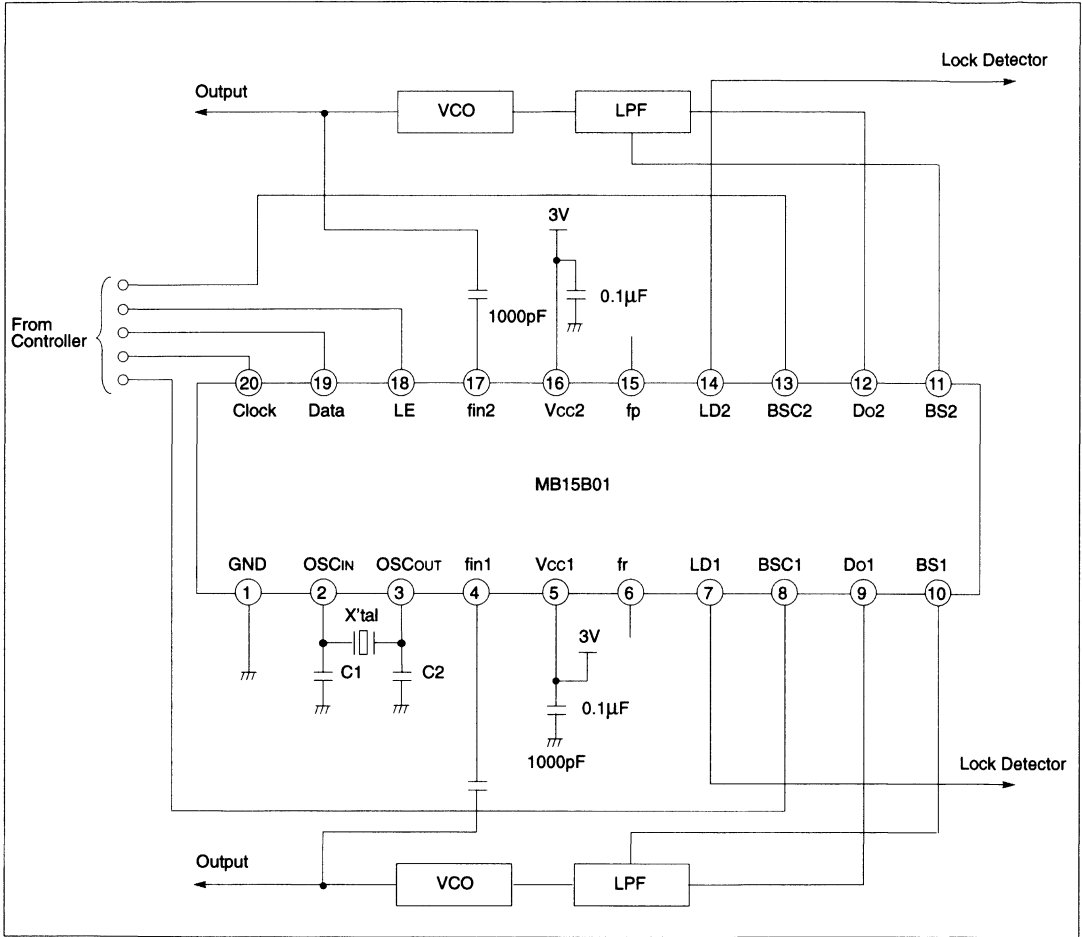 Lock Detector
Output
VCO
LPF
3V
0.1µF
1000pF
From
Controller
20 19 18 17 16 15 14 13 12 11
Clock Data LE fin2 VCC2 fp LD2 BSC2 DO2 BS2
MB15B01
GND OSCIN OSCOUT fin1 VCC1 fr LD1 BSC1 DO1 BS1
1 2 3 4 5 6 7 8 9 10
X'tal
3V
C1
C2
0.1µF
1000pF
Lock Detector
Output
VCO
LPF